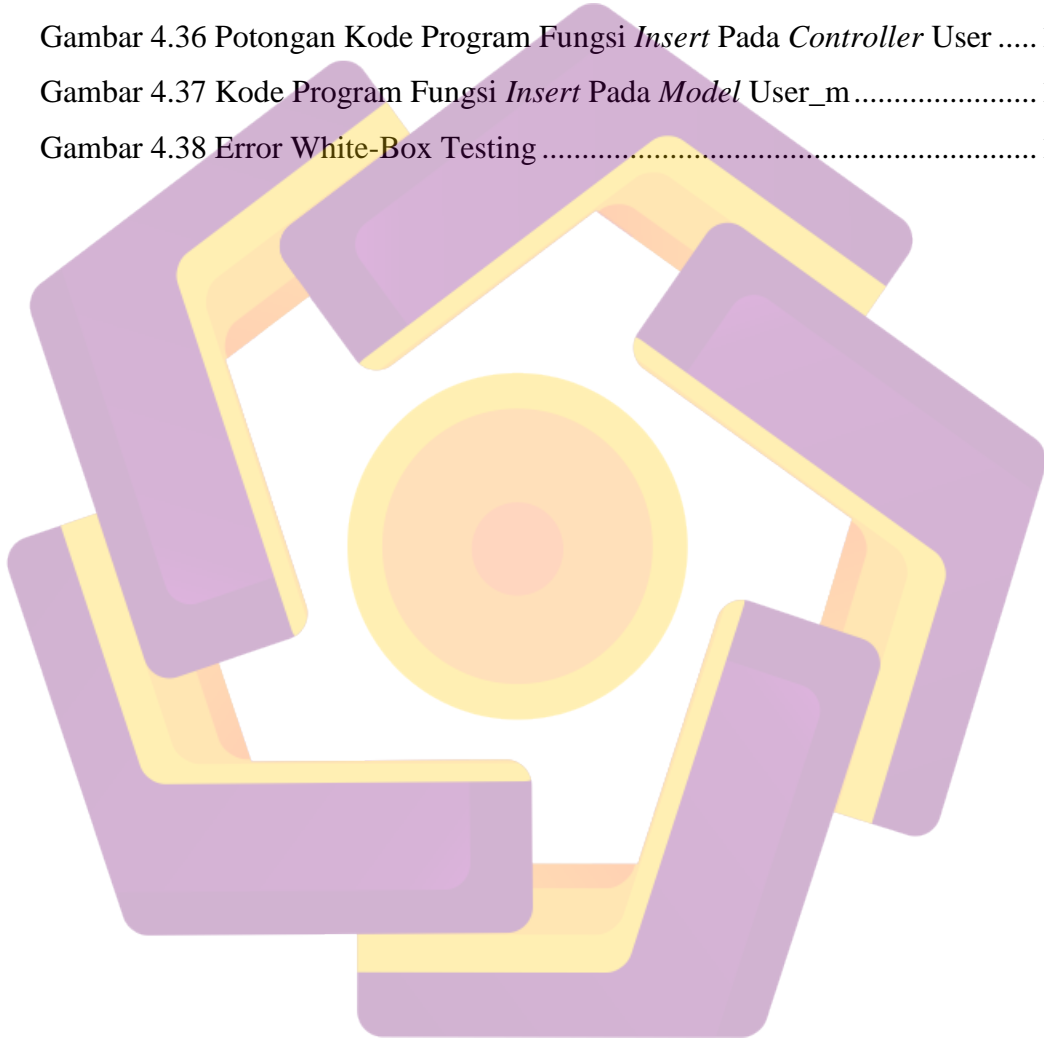 Gambar 4.36 Potongan Kode Program Fungsi Insert Pada Controller User .....
Gambar 4.37 Kode Program Fungsi Insert Pada Model User_m .......................
Gambar 4.38 Error White-Box Testing ..............................................................